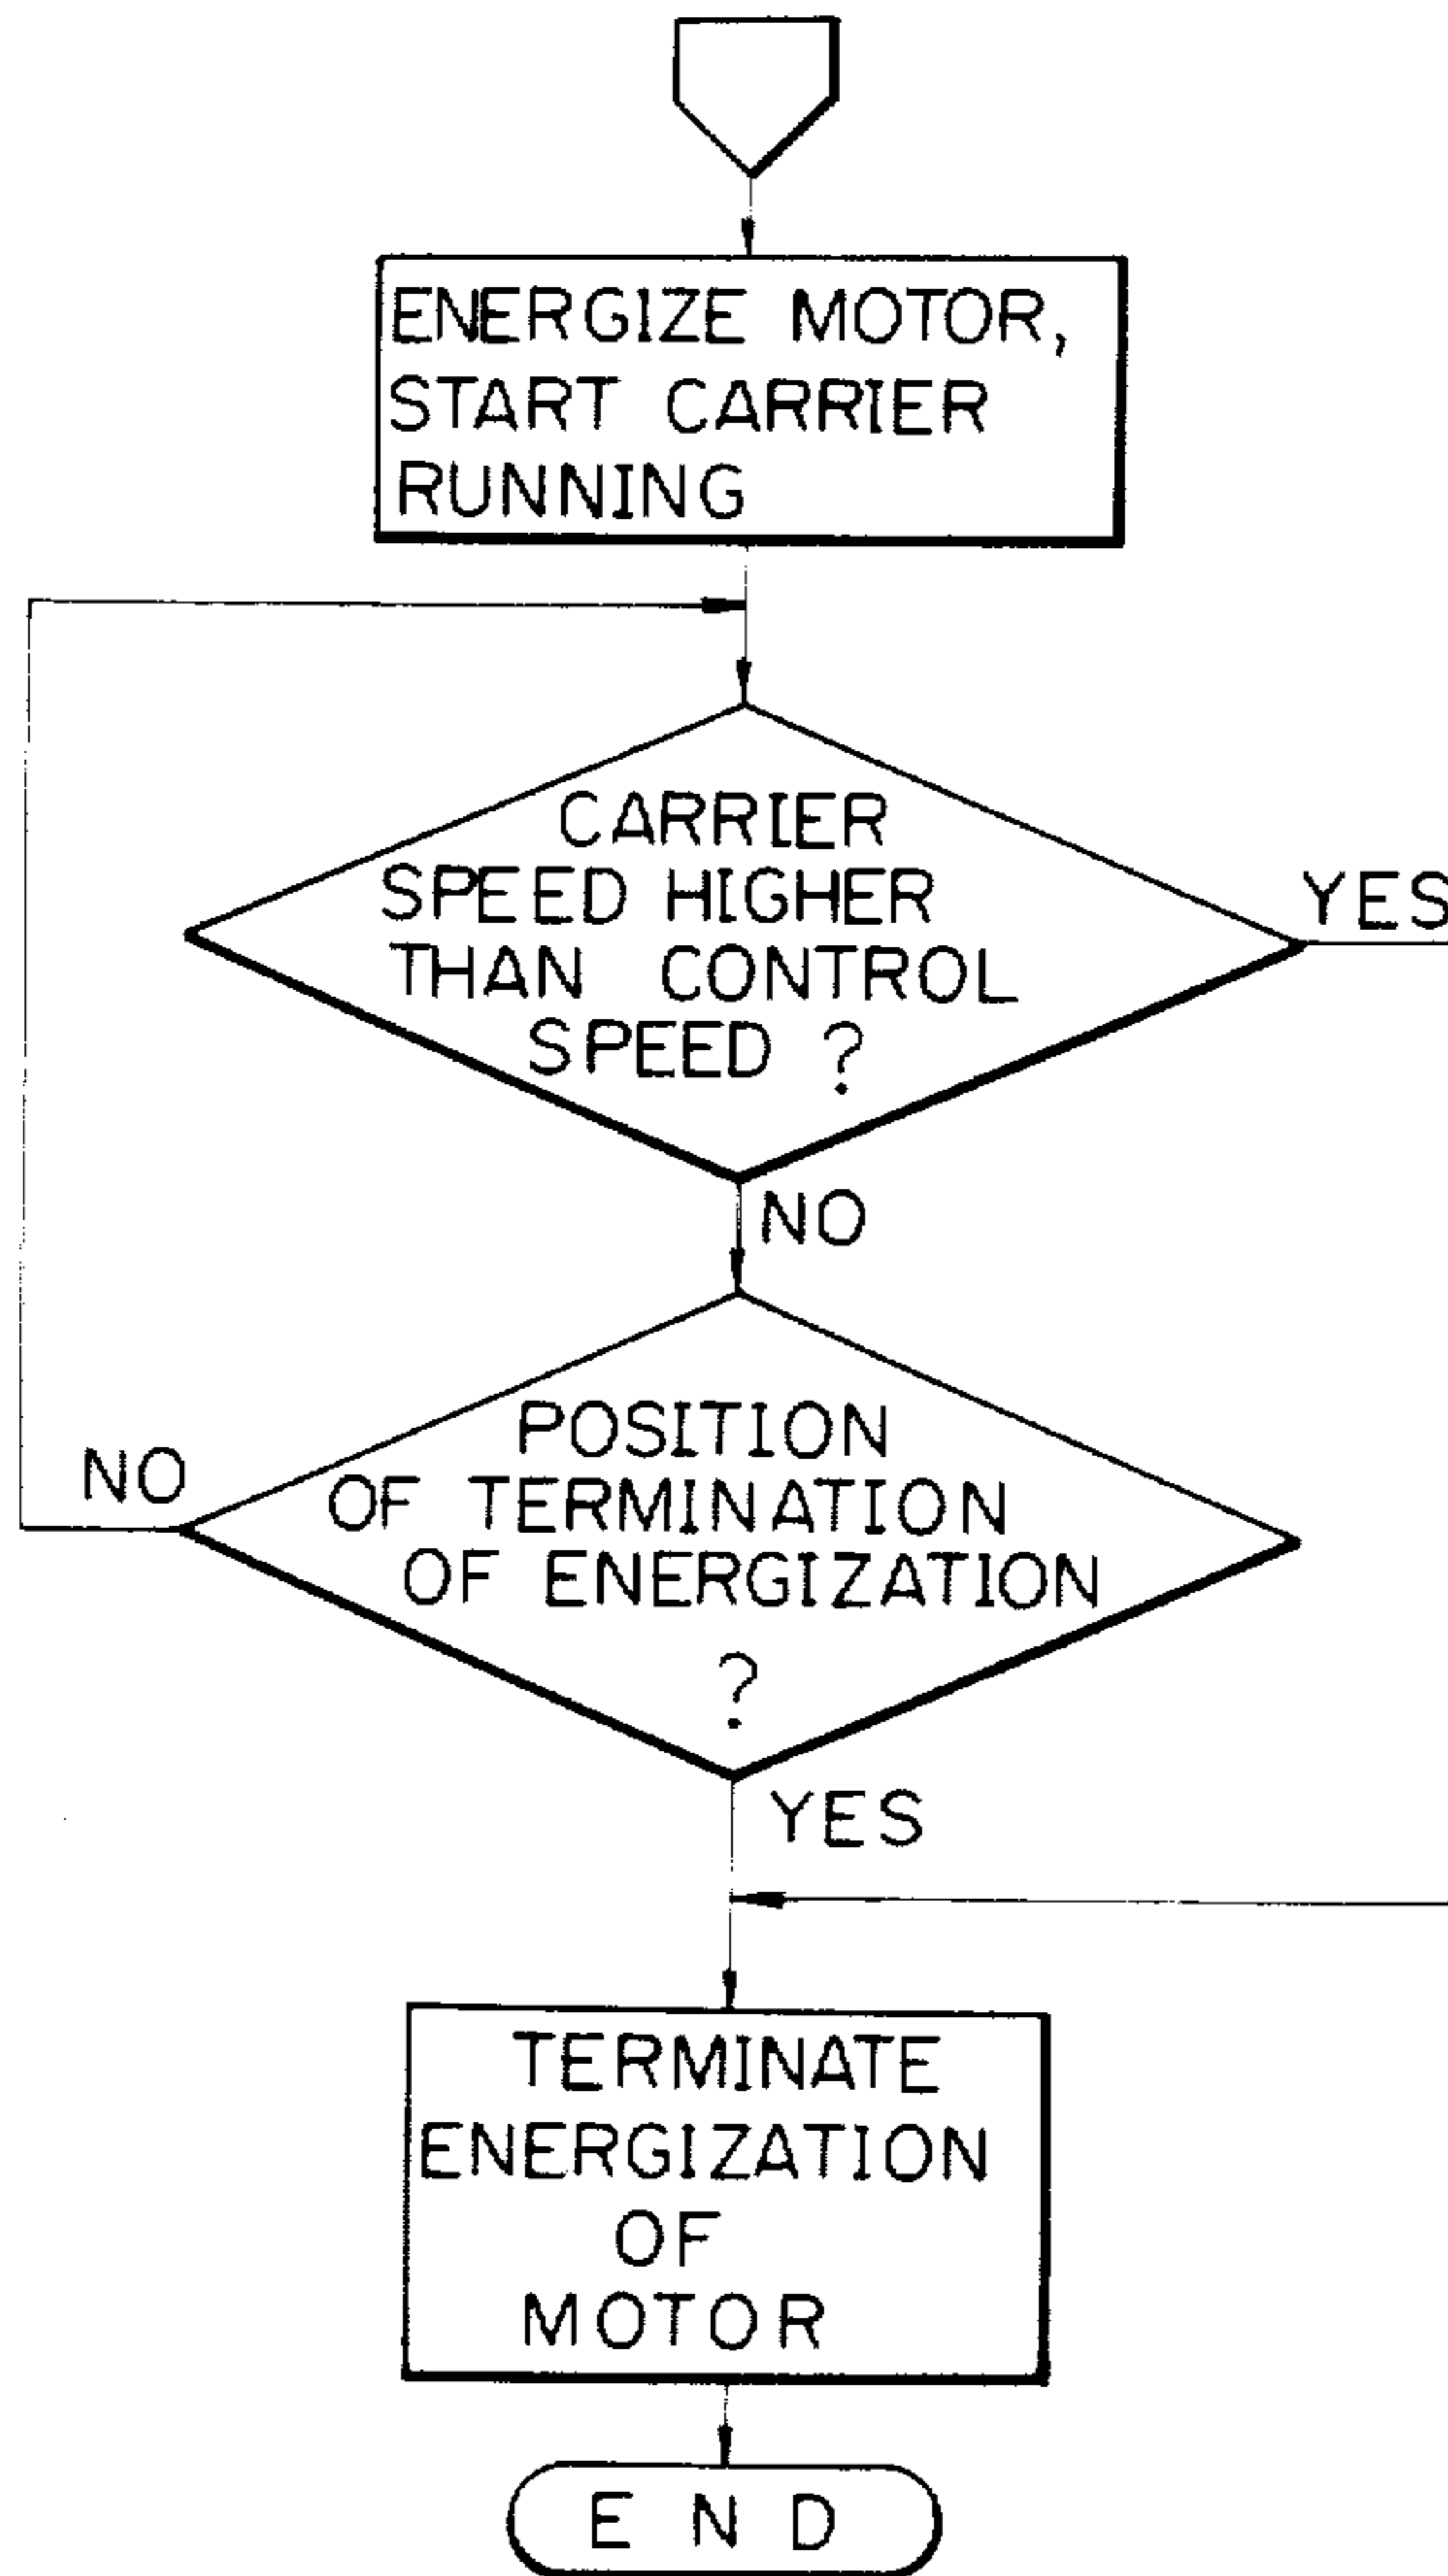 ENERGIZE MOTOR,
START CARRIER
RUNNING
CARRIER
SPEED HIGHER
THAN CONTROL
SPEED ?
YES
NO
POSITION
OF TERMINATION
OF ENERGIZATION
?
NO
YES
TERMINATE
ENERGIZATION
OF
MOTOR
END